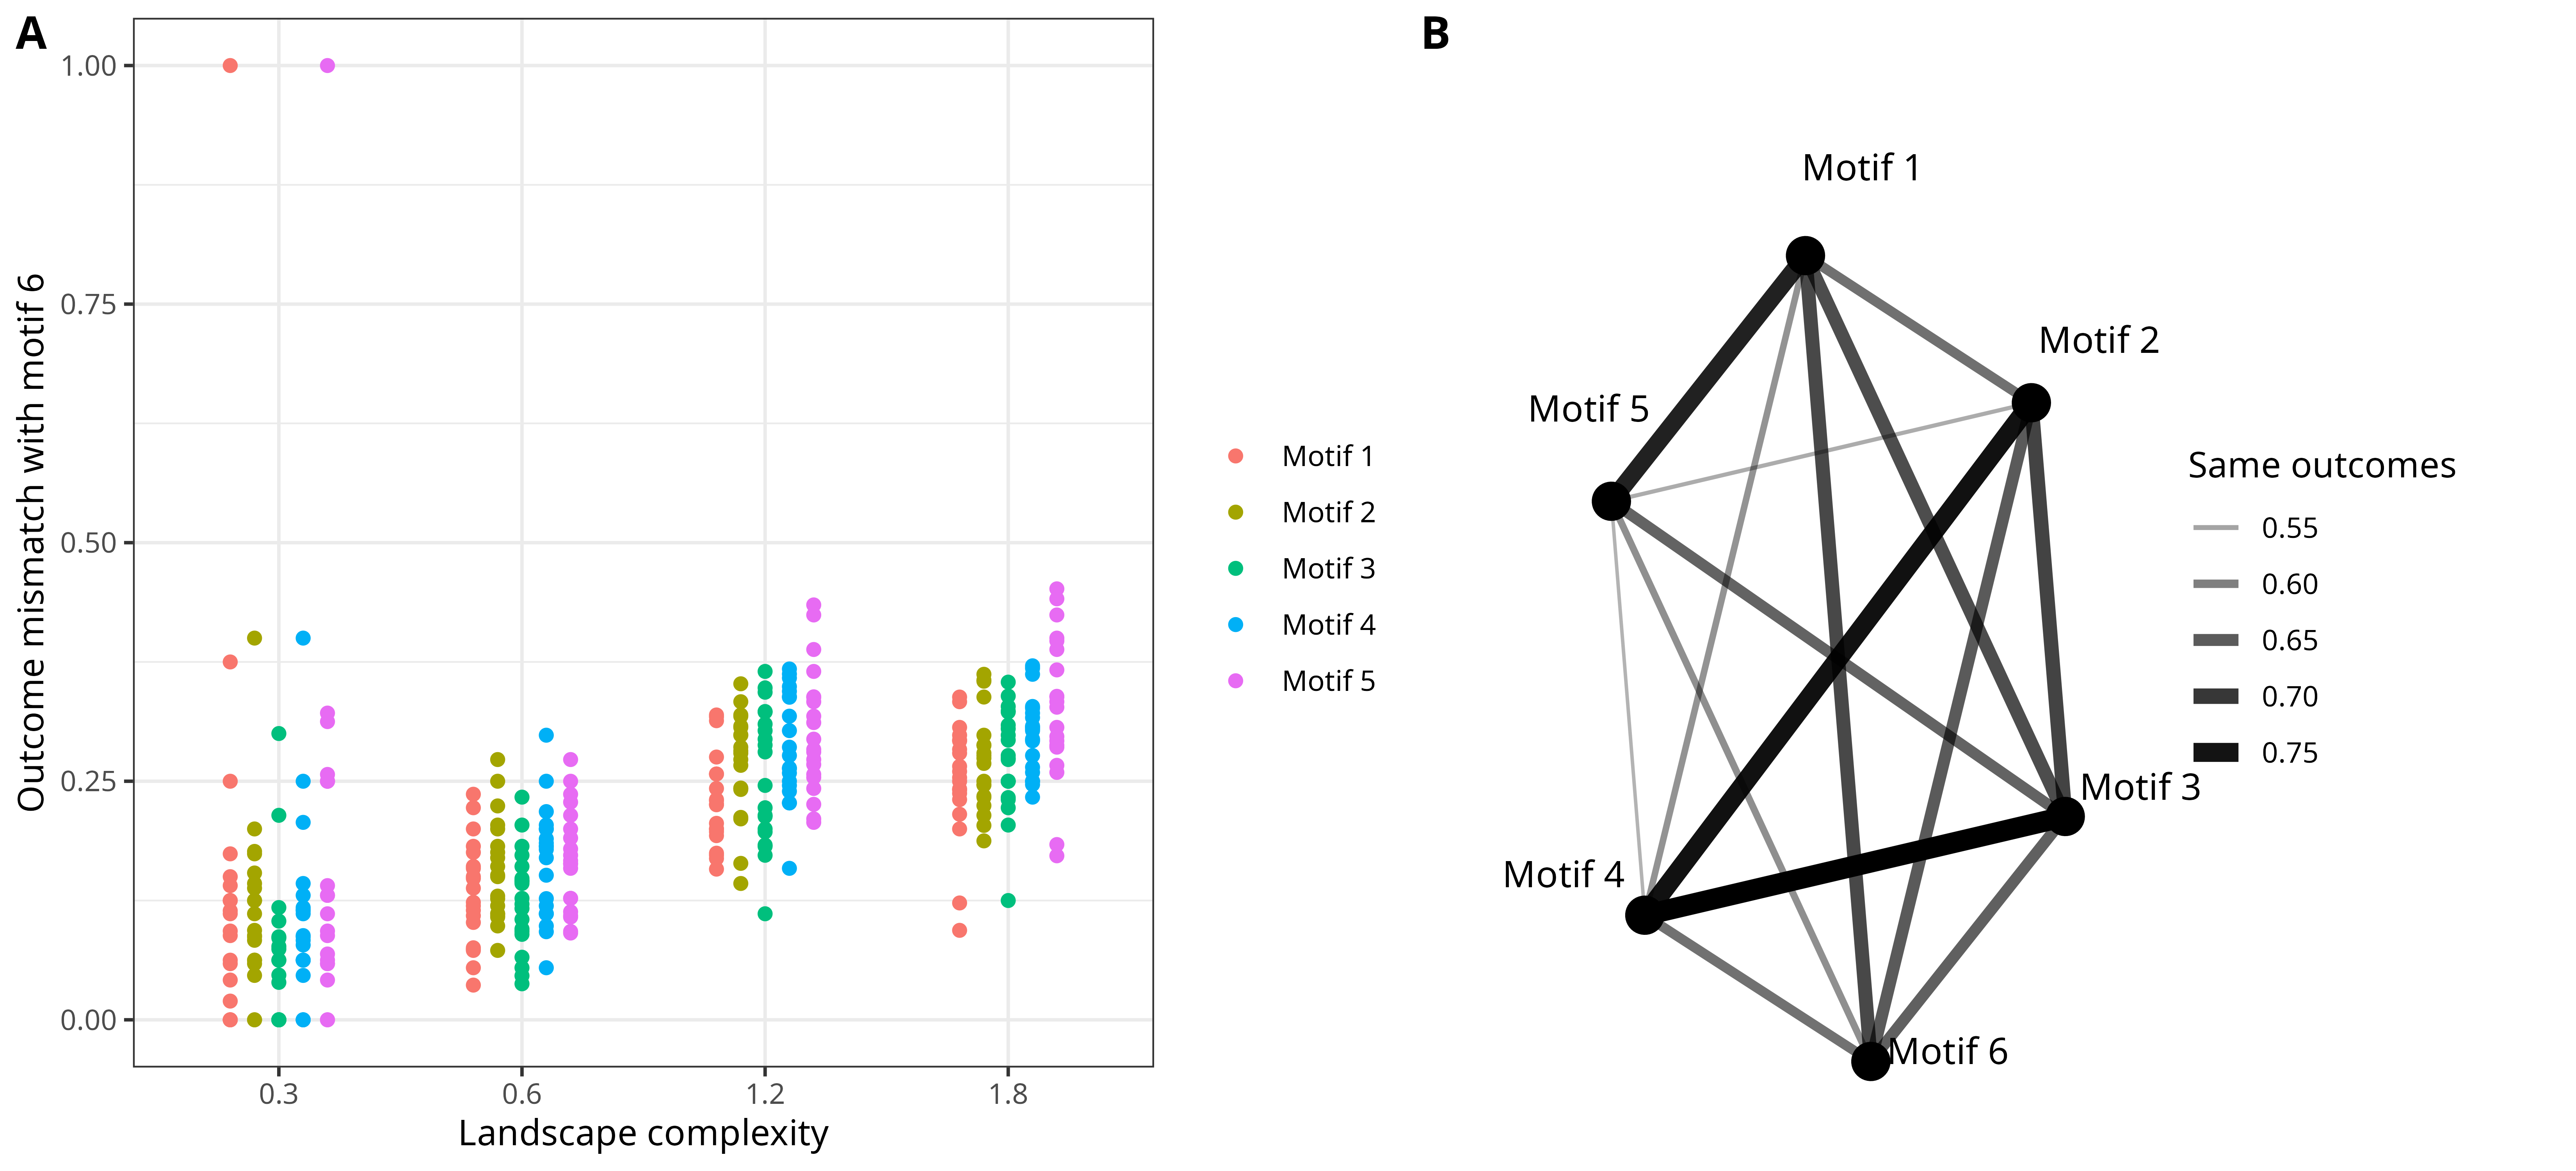 A
Outcome mismatch with motif 6
1.00
0.75
0.50
0.25
0.00
0.3 0.6 1.2 1.8
Landscape complexity
Motif 1
Motif 2
Motif 3
Motif 4
Motif 5
B
Motif 1
Motif 2
Motif 5
Motif 3
Motif 4
Motif 6
Same outcomes
0.55
0.60
0.65
0.70
0.75